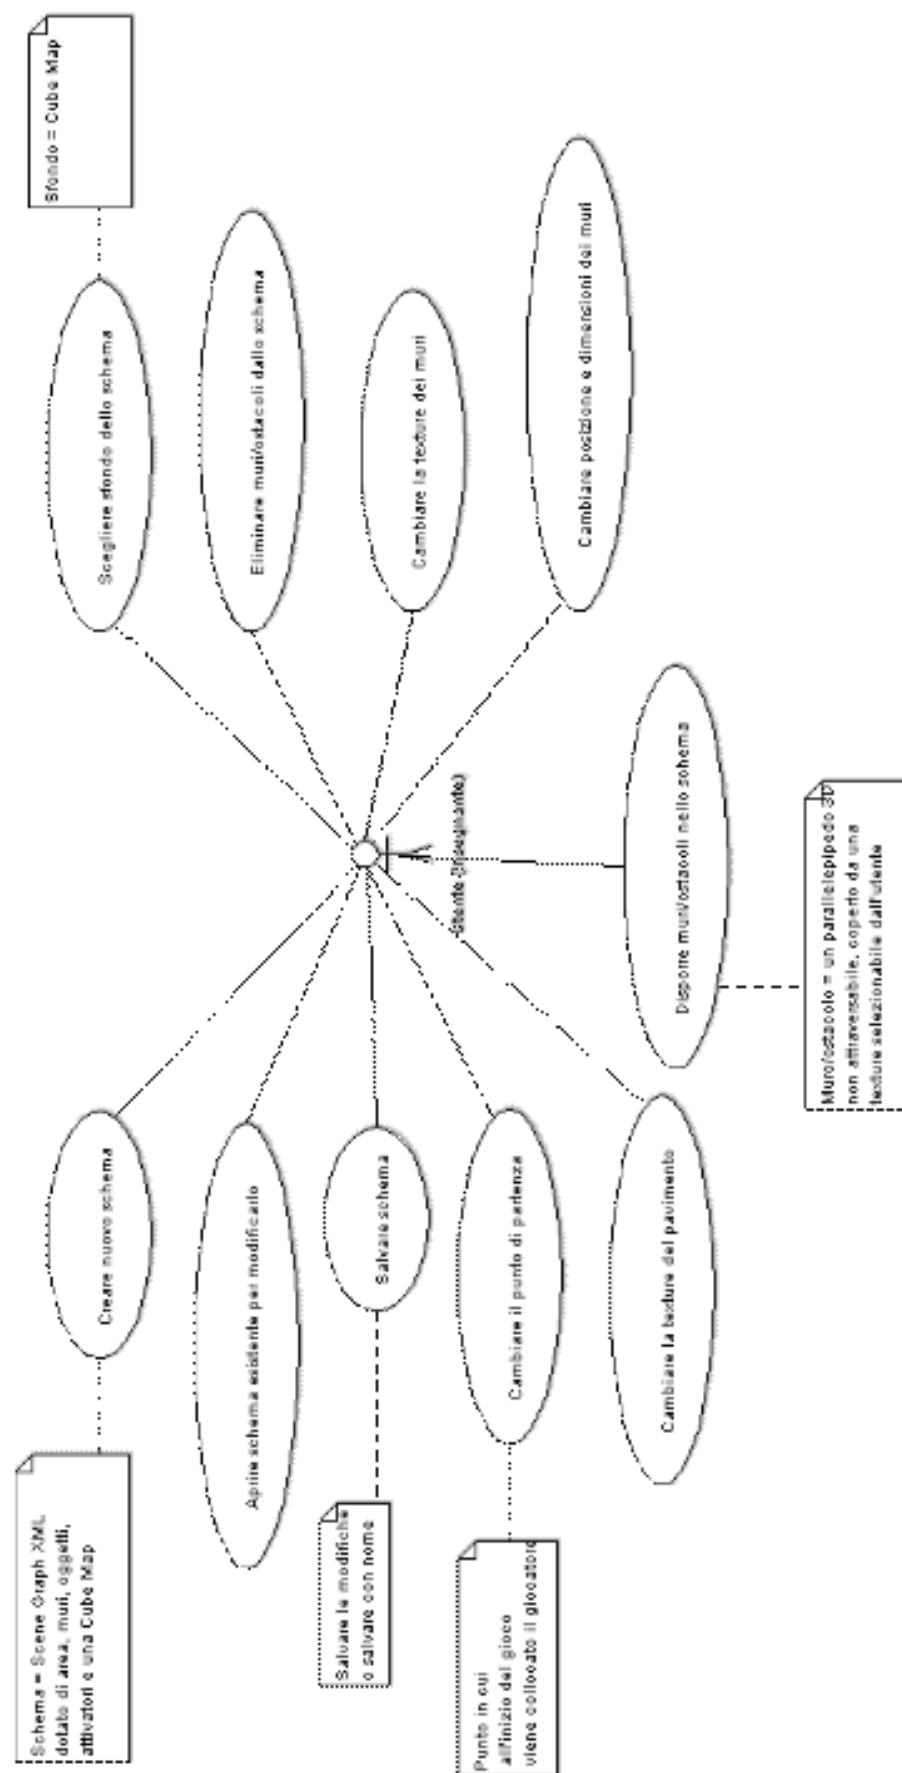 Schema = Scene Graph XML
dotato di area, muri, oggetti,
attivatori e una Cube Map
Creare nuovo schema
Scegliere sfondo dello schema
Sfondo = Cube Map
Aprire schema esistente per modificarlo
Eliminare muri/ostacoli dallo schema
Salvare le modifiche
o salvare con nome
Salvare schema
Cambiare la texture dei muri
Utente (Insegnante)
Punto in cui
all'inizio del gioco
viene collocato il giocatore
Cambiare il punto di partenza
Cambiare posizione e dimensioni dei muri
Cambiare la texture del pavimento
Disporre muri/ostacoli nello schema
Muro/ostacolo = un parallelepipedo 3D
non attraversabile, coperto da una
texture selezionabile dall'utente